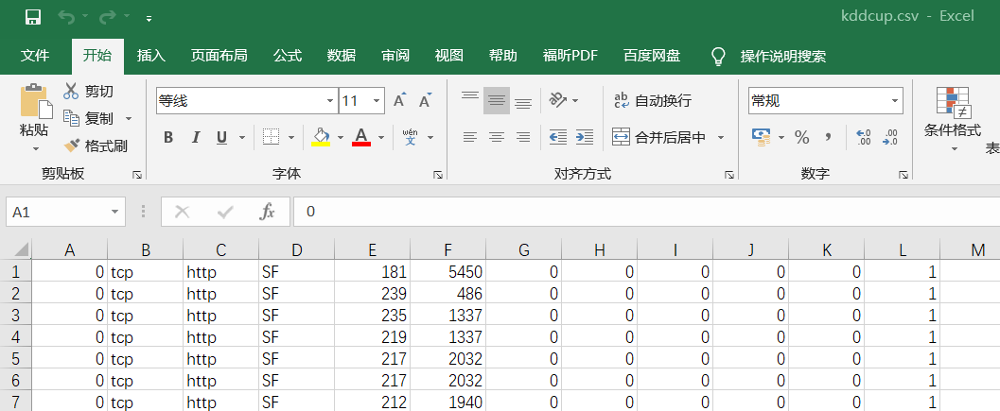 kddcup.csv - Excel
文件 开始 插入 页面布局 公式 数据 审阅 视图 帮助 福昕PDF 百度网盘 操作说明搜索
粘贴
剪切
复制
格式刷
剪贴板
等线 11 A A
B I U A wén 文
字体
ab 自动换行
合并后居中
对齐方式
常规
% , .0 .00 .00 .0
数字
条件格式
表
A1 fx 0
A B C D E F G H I J K L M
1 0 tcp http SF 181 5450 0 0 0 0 0 1
2 0 tcp http SF 239 486 0 0 0 0 0 1
3 0 tcp http SF 235 1337 0 0 0 0 0 1
4 0 tcp http SF 219 1337 0 0 0 0 0 1
5 0 tcp http SF 217 2032 0 0 0 0 0 1
6 0 tcp http SF 217 2032 0 0 0 0 0 1
7 0 tcp http SF 212 1940 0 0 0 0 0 1